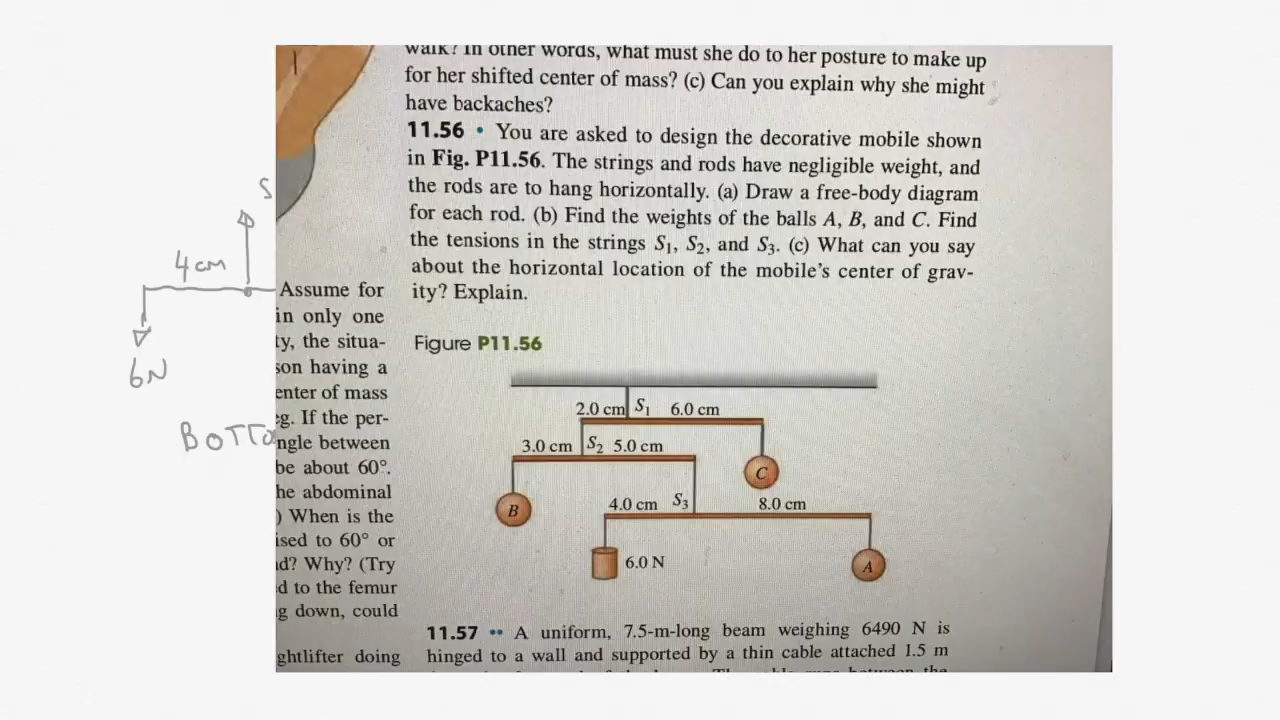 walk? In other words, what must she do to her posture to make up
for her shifted center of mass? (c) Can you explain why she might
have backaches?
11.56 • You are asked to design the decorative mobile shown
in Fig. P11.56. The strings and rods have negligible weight, and
the rods are to hang horizontally. (a) Draw a free-body diagram
for each rod. (b) Find the weights of the balls A, B, and C. Find
the tensions in the strings S1, S2, and S3. (c) What can you say
about the horizontal location of the mobile's center of grav-
ity? Explain.
Figure P11.56
2.0 cm S1 6.0 cm
3.0 cm S2 5.0 cm
C
4.0 cm S3 8.0 cm
B
6.0 N
A
11.57 •• A uniform, 7.5-m-long beam weighing 6490 N is
hinged to a wall and supported by a thin cable attached 1.5 m
S
4 cm
6N
Assume for
in only one
ty, the situa-
son having a
enter of mass
eg. If the per-
ngle between
be about 60°.
he abdominal
) When is the
ised to 60° or
d? Why? (Try
d to the femur
g down, could
ghtlifter doing